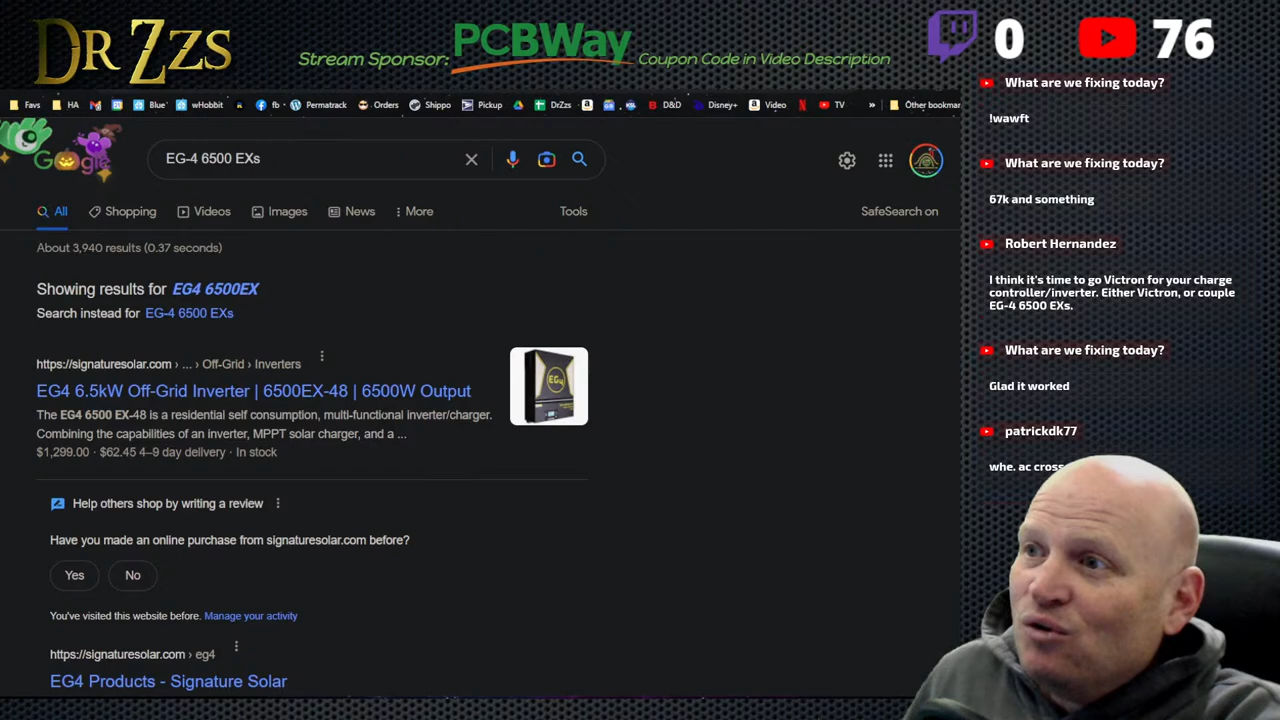 DR ZZS
Stream Sponsor: PCBWay Coupon Code in Video Description
0
76
Favs HA Blue` wHobbit fb Permatrack Orders Shippo Pickup DrZzs D&D Disney+ Video TV » Other bookmar
Google
EG-4 6500 EXs
All Shopping Videos Images News More Tools SafeSearch on
About 3,940 results (0.37 seconds)
Showing results for EG4 6500EX
Search instead for EG-4 6500 EXs
https://signaturesolar.com › ... › Off-Grid › Inverters
EG4 6.5kW Off-Grid Inverter | 6500EX-48 | 6500W Output
The EG4 6500 EX-48 is a residential self consumption, multi-functional inverter/charger.
Combining the capabilities of an inverter, MPPT solar charger, and a ...
$1,299.00 · $62.45 4–9 day delivery · In stock
EG4
Help others shop by writing a review
Have you made an online purchase from signaturesolar.com before?
Yes No
You've visited this website before. Manage your activity
https://signaturesolar.com › eg4
EG4 Products - Signature Solar
What are we fixing today?
!wawft
What are we fixing today?
67k and something
Robert Hernandez
I think it's time to go Victron for your charge
controller/inverter. Either Victron, or couple
EG-4 6500 EXs.
What are we fixing today?
Glad it worked
patrickdk77
whe. ac cross